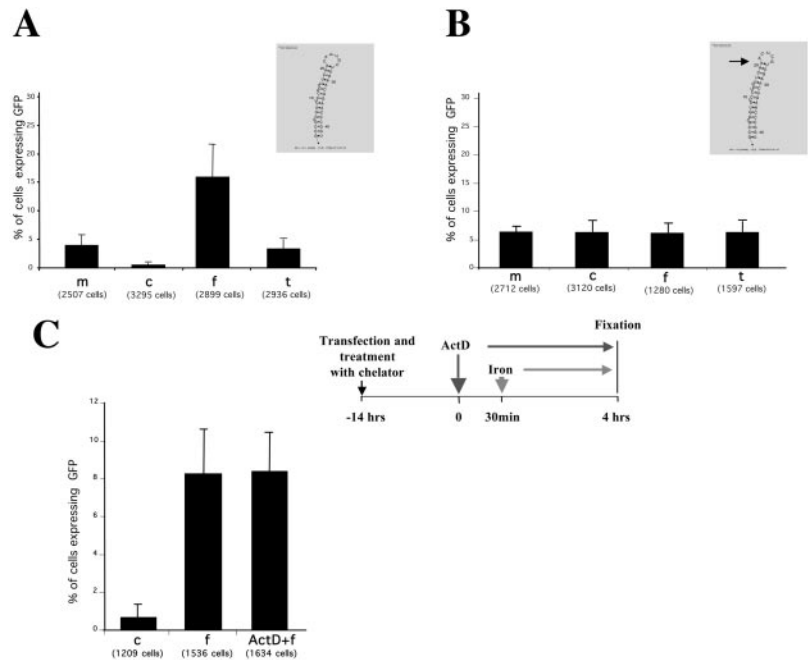 A
% of cells expressing GFP
30
25
20
15
10
5
0
m
c
f
t
(2507 cells)
(3295 cells)
(2899 cells)
(2936 cells)
B
% of cells expressing GFP
30
25
20
15
10
5
0
m
c
f
t
(2712 cells)
(3120 cells)
(1280 cells)
(1597 cells)
C
% of cells expressing GFP
12
10
8
6
4
2
0
c
f
ActD+f
(1209 cells)
(1536 cells)
(1634 cells)
Transfection and
treatment
with chelator
ActD
Iron
Fixation
-14 hrs
0
30min
4 hrs